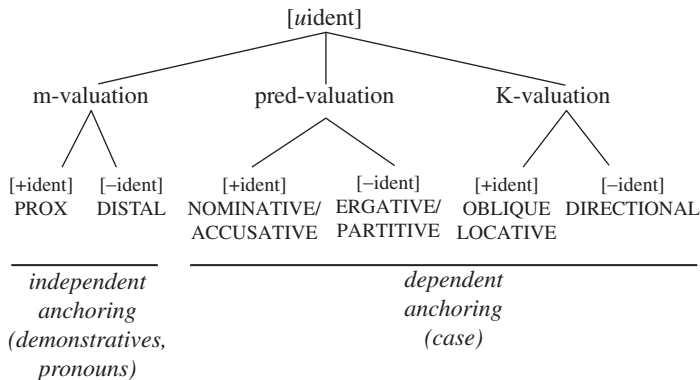 [uident]
m-valuation pred-valuation K-valuation
[+ident] [–ident] [+ident] [–ident] [+ident] [–ident]
PROX DISTAL NOMINATIVE/ ERGATIVE/ OBLIQUE DIRECTIONAL
ACCUSATIVE PARTITIVE LOCATIVE
independent dependent
anchoring anchoring
(demonstratives, (case)
pronouns)